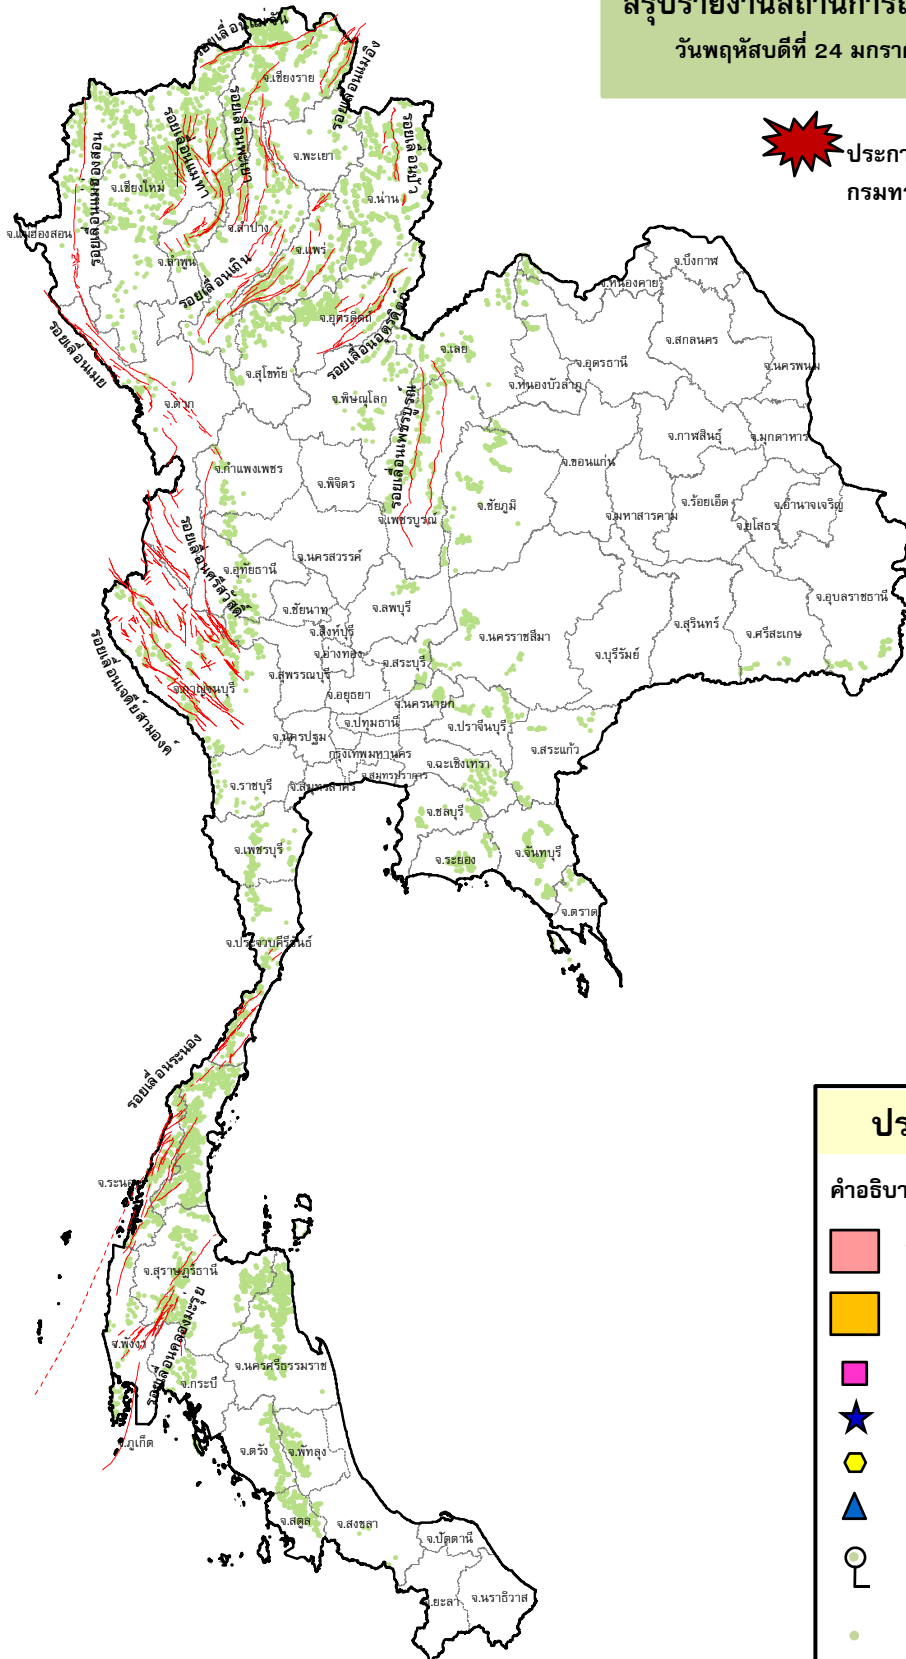 วันพฤหัสบดีที่ 24
รอยเลื่อนแม่จัน
จ.เชียงราย
รอยเลื่อนแม่อิง
รอยเลื่อนแม่ฮ่องสอน
จ.เชียงใหม่
รอยเลื่อนแม่ทา
รอยเลื่อนพะเยา
จ.พะเยา
รอยเลื่อนปัว
จ.น่าน
จ.แม่ฮ่องสอน
จ.ลำปาง
จ.แพร่
จ.ลำพูน
รอยเลื่อนเถิน
จ.อุตรดิตถ์
รอยเลื่อนอุตรดิตถ์
รอยเลื่อนเมย
จ.บึงกาฬ
จ.หนองคาย
จ.สกลนคร
จ.เลย
จ.อุดรธานี
จ.นครพนม
จ.หนองบัวลำภู
จ.สุโขทัย
จ.ตาก
จ.พิษณุโลก
รอยเลื่อนเพชรบูรณ์
จ.กาฬสินธุ์
จ.มุกดาหาร
จ.กำแพงเพชร
จ.พิจิตร
จ.ขอนแก่น
จ.เพชรบูรณ์
จ.ชัยภูมิ
จ.มหาสารคาม
จ.ร้อยเอ็ด
จ.ยโสธร
จ.อำนาจเจริญ
รอยเลื่อนศรีสวัสดิ์
จ.นครสวรรค์
จ.อุทัยธานี
จ.ชัยนาท
จ.ลพบุรี
จ.อุบลราชธานี
จ.สิงห์บุรี
จ.นครราชสีมา
จ.สุรินทร์
จ.ศรีสะเกษ
จ.บุรีรัมย์
จ.อ่างทอง
จ.สุพรรณบุรี
จ.สระบุรี
รอยเลื่อนเจดีย์สามองค์
จ.กาญจนบุรี
จ.อยุธยา
จ.นครนายก
จ.ปทุมธานี
จ.ปราจีนบุรี
จ.นครปฐม
กรุงเทพมหานคร
จ.สระแก้ว
จ.ฉะเชิงเทรา
จ.สมุทรปราการ
จ.ราชบุรี
จ.สมุทรสาคร
จ.ชลบุรี
จ.เพชรบุรี
จ.ระยอง
จ.จันทบุรี
จ.ตราด
จ.ประจวบคีรีขันธ์
รอยเลื่อนระนอง
จ.สุราษฎร์ธานี
รอยเลื่อนคลองมะรุ่ย
จ.พังงา
จ.กระบี่
จ.นครศรีธรรมราช
จ.ภูเก็ต
จ.ตรัง
จ.พัทลุง
จ.สตูล
จ.สงขลา
จ.ปัตตานี
จ.ยะลา
จ.นราธิวาส